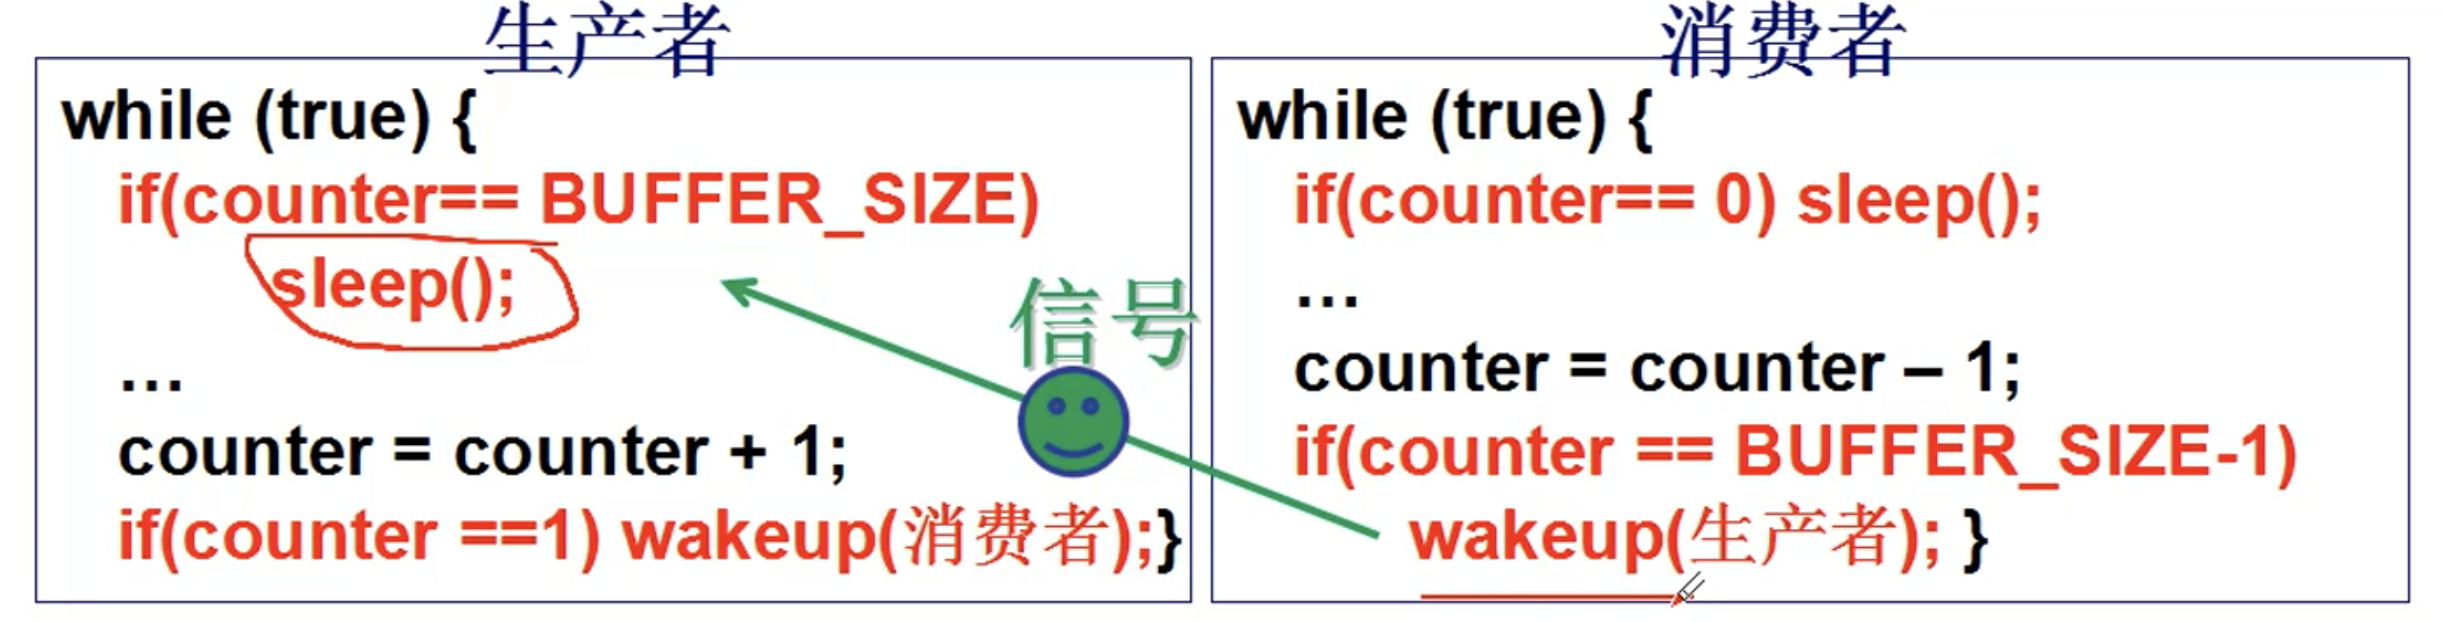 生产者
while (true) {
if(counter== BUFFER_SIZE)
sleep();
...
counter = counter + 1;
if(counter ==1) wakeup(消费者);}
信号
消费者
while (true) {
if(counter== 0) sleep();
...
counter = counter – 1;
if(counter == BUFFER_SIZE-1)
wakeup(生产者); }